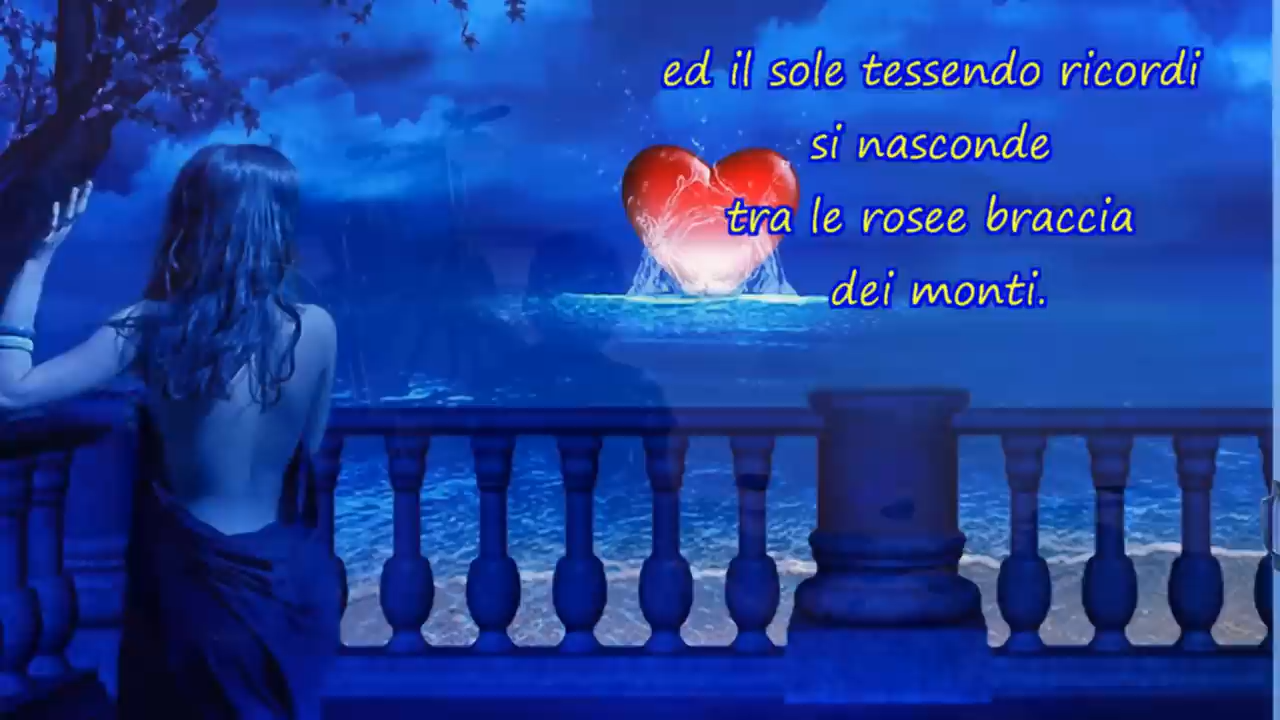 ed il sole tessendo ricordi
si nasconde
tra le rosee braccia
dei monti.